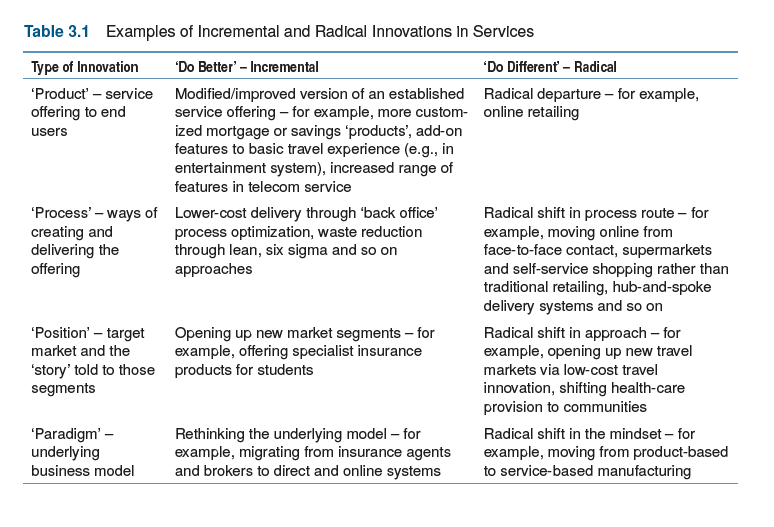 Table 3.1 Examples of Incremental and Radical Innovations in Services
Type of Innovation
'Do Better' – Incremental
'Do Different' – Radical
'Product' – service
offering to end
users
Modified/improved version of an established
service offering – for example, more custom-
ized mortgage or savings 'products', add-on
features to basic travel experience (e.g., in
entertainment system), increased range of
features in telecom service
Radical departure – for example,
online retailing
'Process' – ways of
creating and
delivering the
offering
Lower-cost delivery through 'back office'
process optimization, waste reduction
through lean, six sigma and so on
approaches
Radical shift in process route – for
example, moving online from
face-to-face contact, supermarkets
and self-service shopping rather than
traditional retailing, hub-and-spoke
delivery systems and so on
'Position' – target
market and the
'story' told to those
segments
Opening up new market segments – for
example, offering specialist insurance
products for students
Radical shift in approach – for
example, opening up new travel
markets via low-cost travel
innovation, shifting health-care
provision to communities
'Paradigm' –
underlying
business model
Rethinking the underlying model – for
example, migrating from insurance agents
and brokers to direct and online systems
Radical shift in the mindset – for
example, moving from product-based
to service-based manufacturing